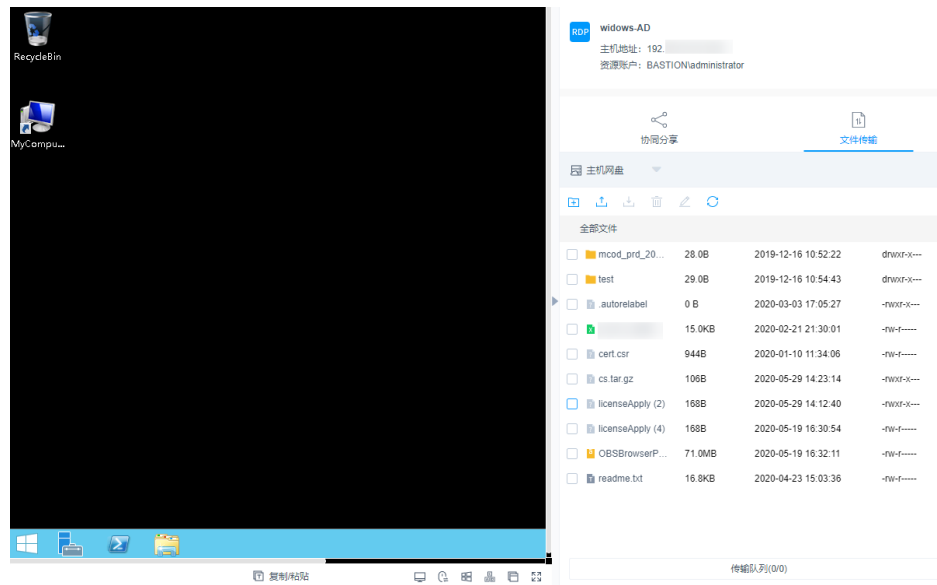 RecycleBin
MyCompu...
复制/粘贴
RDP
widows-AD
主机地址: 192.
资源账户: BASTION\administrator
协同分享
文件传输
主机网盘
全部文件
mcod_prd_20... 28.0B 2019-12-16 10:52:22 drwxr-x---
test 29.0B 2019-12-16 10:54:43 drwxr-x---
.autorelabel 0 B 2020-03-03 17:05:27 -rwxr-x---
15.0KB 2020-02-21 21:30:01 -rw-r-----
cert.csr 944B 2020-01-10 11:34:06 -rw-r-----
cs.tar.gz 106B 2020-05-29 14:23:14 -rwxr-x---
licenseApply (2) 168B 2020-05-29 14:12:40 -rwxr-x---
licenseApply (4) 168B 2020-05-19 16:30:54 -rw-r-----
OBSBrowserP... 71.0MB 2020-05-19 16:32:11 -rw-r-----
readme.txt 16.8KB 2020-04-23 15:03:36 -rw-r-----
传输队列(0/0)